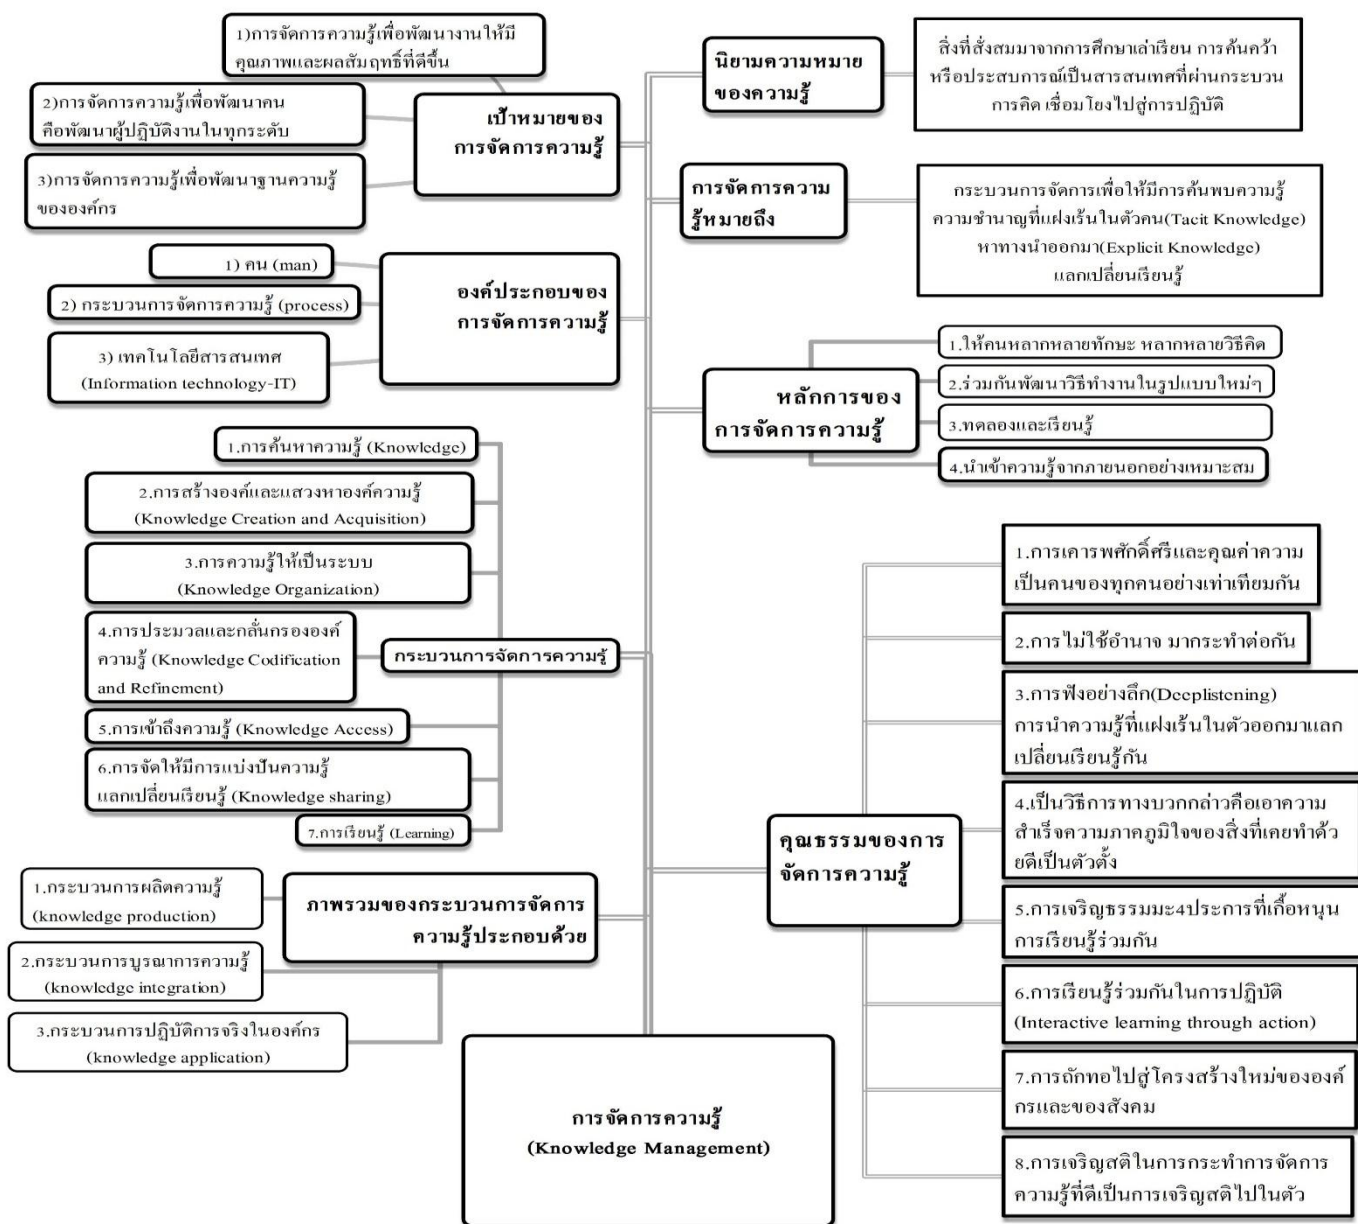 1)การจัดการความรู้เพื่อพัฒนางานให้มี
คุณภาพและผลสัมฤทธิ์ที่ดีขึ้น
2)การจัดการความรู้เพื่อพัฒนาคน
คือพัฒนาผู้ปฏิบัติงานในทุกระดับ
3)การจัดการความรู้เพื่อพัฒนาฐานความรู้
ขององค์กร
เป้าหมายของ
การจัดการความรู้
1) คน (man)
2) กระบวนการจัดการความรู้ (process)
3) เทคโนโลยีสารสนเทศ
(Information technology-IT)
องค์ประกอบของ
การจัดการความรู้
1.การค้นหาความรู้ (Knowledge)
2.การสร้างองค์และแสวงหาองค์ความรู้
(Knowledge Creation and Acquisition)
3.การความรู้ให้เป็นระบบ
(Knowledge Organization)
4.การประมวลและกลั่นกรององค์
ความรู้ (Knowledge Codification
and Refinement)
5.การเข้าถึงความรู้ (Knowledge Access)
6.การจัดให้มีการแบ่งปันความรู้
แลกเปลี่ยนเรียนรู้ (Knowledge sharing)
7.การเรียนรู้ (Learning)
กระบวนการจัดการความรู้
1.กระบวนการผลิตความรู้
(knowledge production)
2.กระบวนการบูรณาการความรู้
(knowledge integration)
3.กระบวนการปฏิบัติการจริงในองค์กร
(knowledge application)
ภาพรวมของกระบวนการจัดการ
ความรู้ประกอบด้วย
นิยามความหมาย
ของความรู้
สิ่งที่สั่งสมมาจากการศึกษาเล่าเรียน การค้นคว้า
หรือประสบการณ์เป็นสารสนเทศที่ผ่านกระบวน
การคิด เชื่อมโยงไปสู่การปฏิบัติ
การจัดการความ
รู้หมายถึง
กระบวนการจัดการเพื่อให้มีการค้นพบความรู้
ความชำนาญที่แฝงเร้นในตัวคน(Tacit Knowledge)
หาทางนำออกมา(Explicit Knowledge)
แลกเปลี่ยนเรียนรู้
หลักการของ
การจัดการความรู้
1.ให้คนหลากหลายทักษะ หลากหลายวิธีคิด
2.ร่วมกันพัฒนาวิธีทำงานในรูปแบบใหม่ๆ
3.ทดลองและเรียนรู้
4.นำเข้าความรู้จากภายนอกอย่างเหมาะสม
คุณธรรมของการ
จัดการความรู้
1.การเคารพศักดิ์ศรีและคุณค่าความ
เป็นคนของทุกคนอย่างเท่าเทียมกัน
2.การไม่ใช้อำนาจ มากระทำต่อกัน
3.การฟังอย่างลึก(Deeplistening)
การนำความรู้ที่แฝงเร้นในตัวออกมาแลก
เปลี่ยนเรียนรู้กัน
4.เป็นวิธีการทางบวกกล่าวคือเอาความ
สำเร็จความภาคภูมิใจของสิ่งที่เคยทำด้ว
ยดีเป็นตัวตั้ง
5.การเจริญธรรมมะ4ประการที่เกื้อหนุน
การเรียนรู้ร่วมกัน
6.การเรียนรู้ร่วมกันในการปฏิบัติ
(Interactive learning through action)
7.การถักทอไปสู่โครงสร้างใหม่ขององค์
กรและของสังคม
8.การเจริญสติในการกระทำการจัดการ
ความรู้ที่ดีเป็นการเจริญสติไปในตัว
การจัดการความรู้
(Knowledge Management)